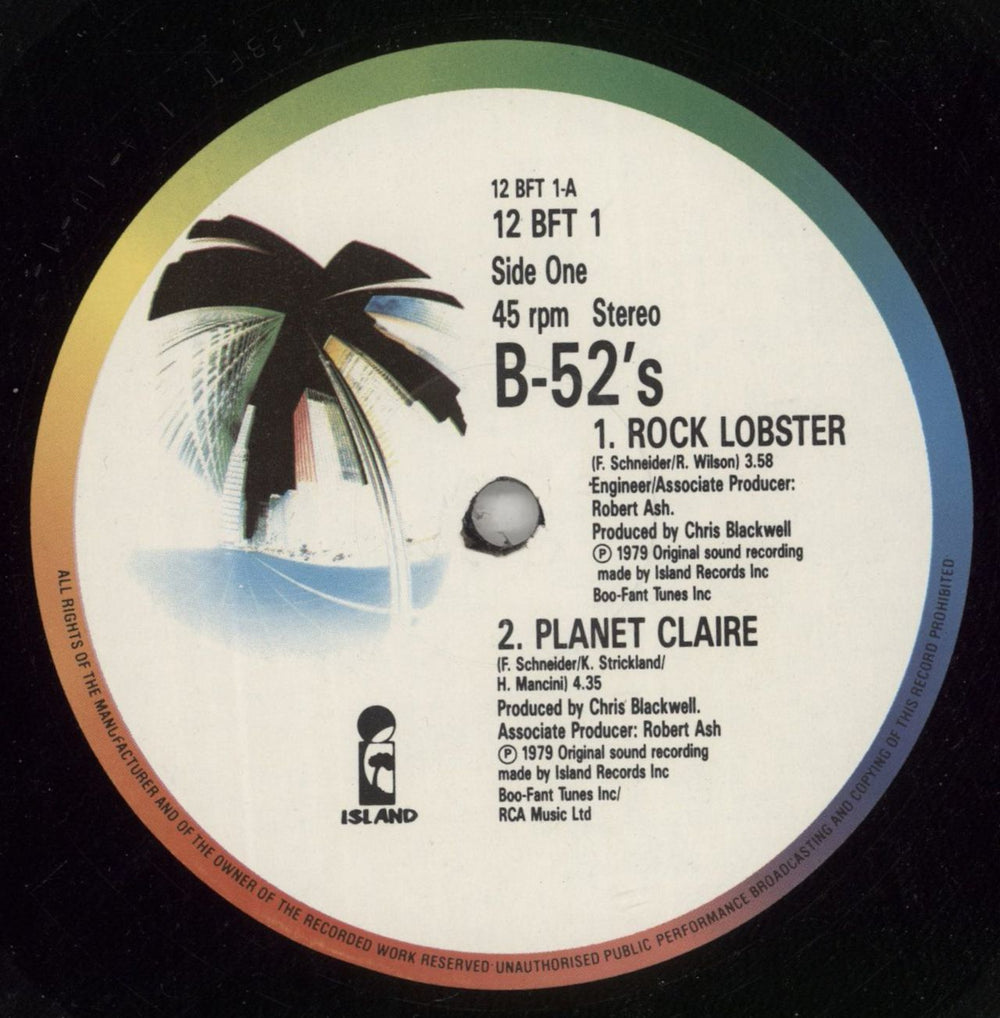 12 BFT 1-A
12 BFT 1
Side One
45 rpm Stereo
B-52's
1. ROCK LOBSTER
(F. Schneider/R. Wilson) 3.58
Engineer/Associate Producer:
Robert Ash.
Produced by Chris Blackwell
Ⓟ 1979 Original sound recording
made by Island Records Inc
Boo-Fant Tunes Inc
2. PLANET CLAIRE
(F. Schneider/K. Strickland/
H. Mancini) 4.35
Produced by Chris Blackwell.
Associate Producer: Robert Ash
Ⓟ 1979 Original sound recording
made by Island Records Inc
Boo-Fant Tunes Inc/
RCA Music Ltd
ISLAND
ALL RIGHTS OF THE MANUFACTURER AND OF THE OWNER OF THE RECORDED WORK RESERVED UNAUTHORISED PUBLIC PERFORMANCE BROADCASTING AND COPYING OF THIS RECORD PROHIBITED